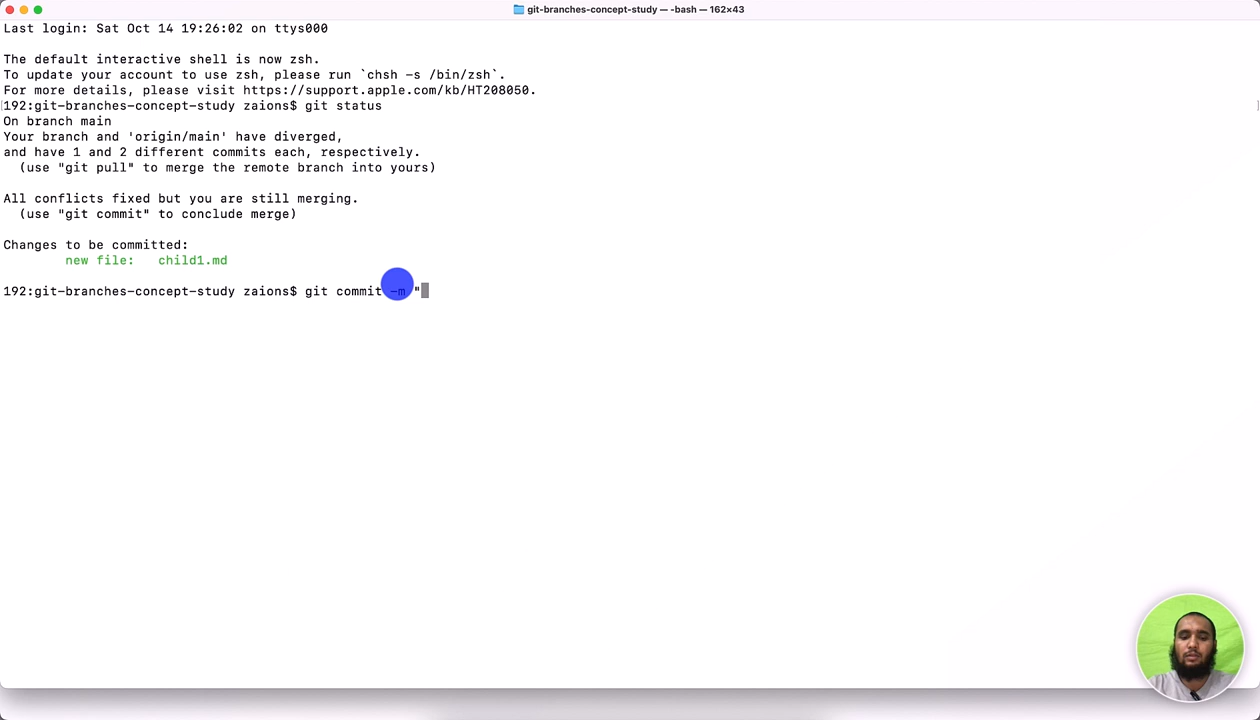 git-branches-concept-study — -bash — 162×43
Last login: Sat Oct 14 19:26:02 on ttys000
The default interactive shell is now zsh.
To update your account to use zsh, please run `chsh -s /bin/zsh`.
For more details, please visit https://support.apple.com/kb/HT208050.
192:git-branches-concept-study zaions$ git status
On branch main
Your branch and 'origin/main' have diverged,
and have 1 and 2 different commits each, respectively.
  (use "git pull" to merge the remote branch into yours)
All conflicts fixed but you are still merging.
  (use "git commit" to conclude merge)
Changes to be committed:
        new file:   child1.md
192:git-branches-concept-study zaions$ git commit -m "